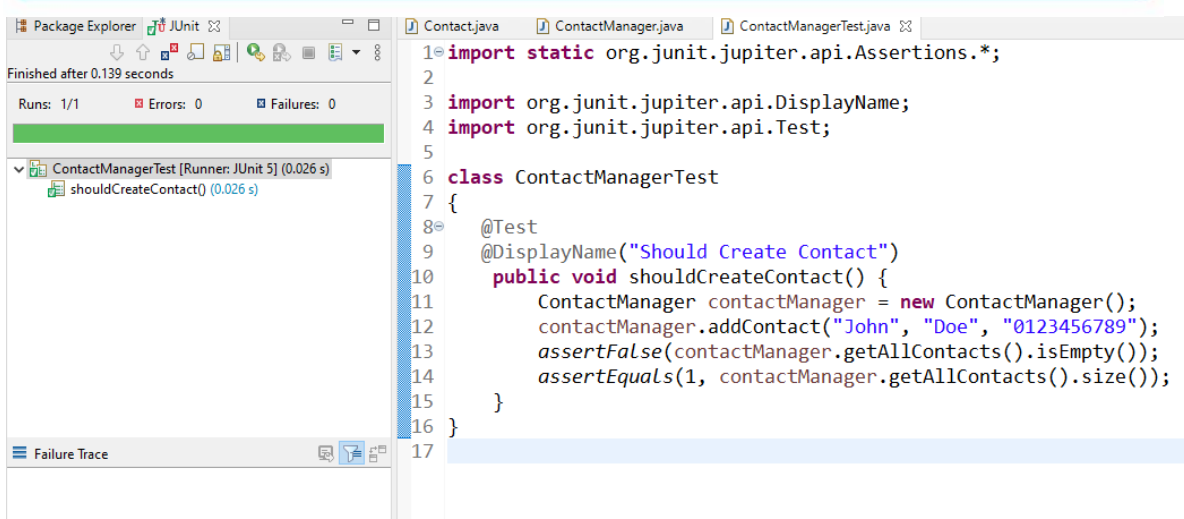 Package Explorer JUnit
Finished after 0.139 seconds
Runs: 1/1 Errors: 0 Failures: 0
ContactManagerTest [Runner: JUnit 5] (0.026 s)
shouldCreateContact() (0.026 s)
Failure Trace
Contact.java ContactManager.java ContactManagerTest.java
1 import static org.junit.jupiter.api.Assertions.*;
2
3 import org.junit.jupiter.api.DisplayName;
4 import org.junit.jupiter.api.Test;
5
6 class ContactManagerTest
7 {
8 @Test
9 @DisplayName("Should Create Contact")
10 public void shouldCreateContact() {
11 ContactManager contactManager = new ContactManager();
12 contactManager.addContact("John", "Doe", "0123456789");
13 assertFalse(contactManager.getAllContacts().isEmpty());
14 assertEquals(1, contactManager.getAllContacts().size());
15 }
16 }
17